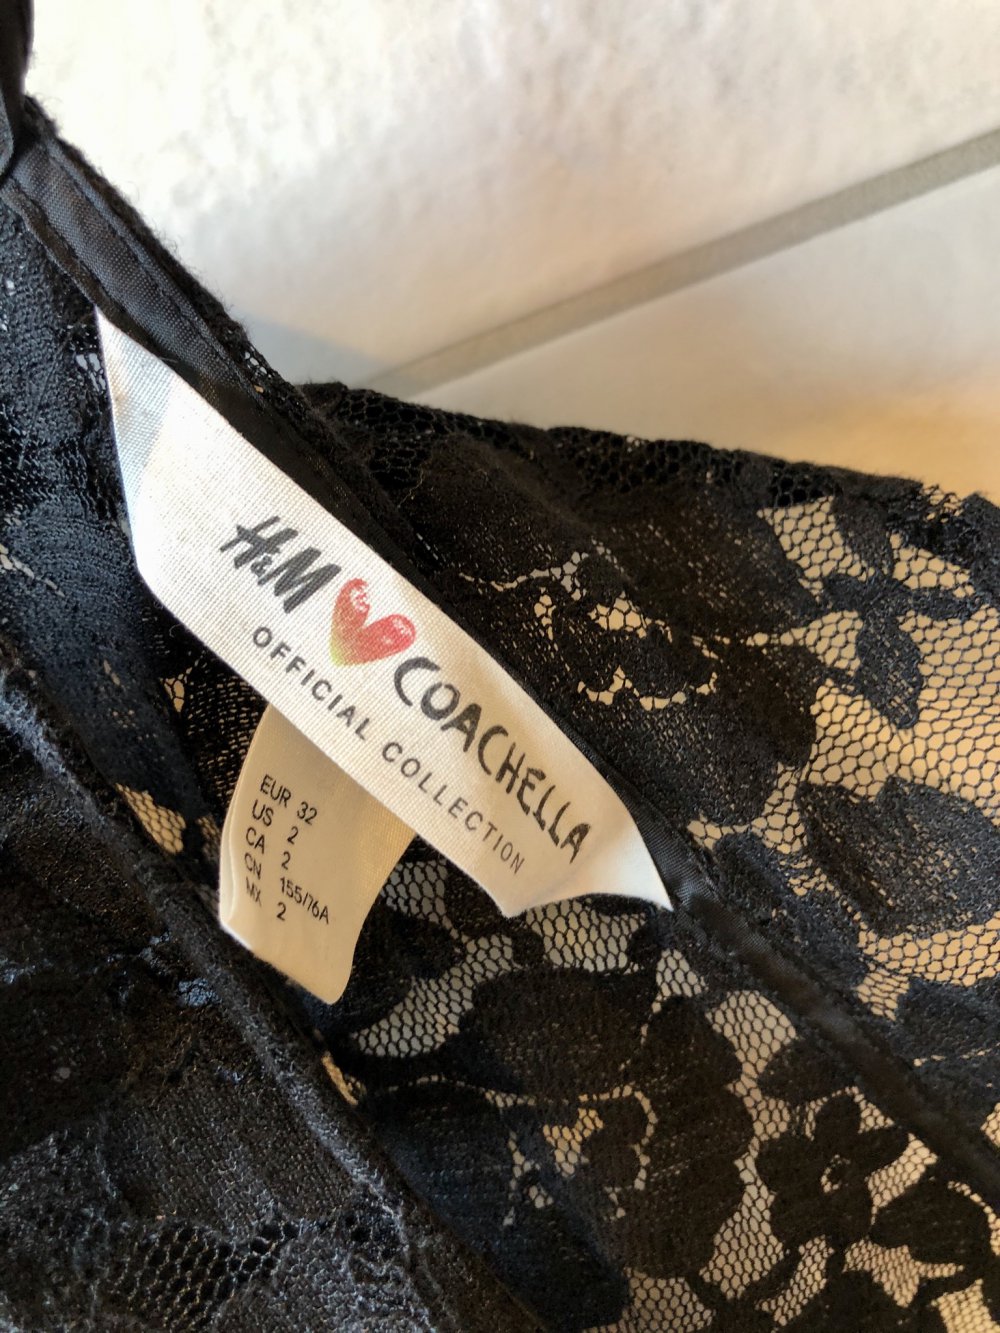 H&M COACHELLA
OFFICIAL COLLECTION
EUR 32
US 2
CA 2
CN 155/76A
MX 2